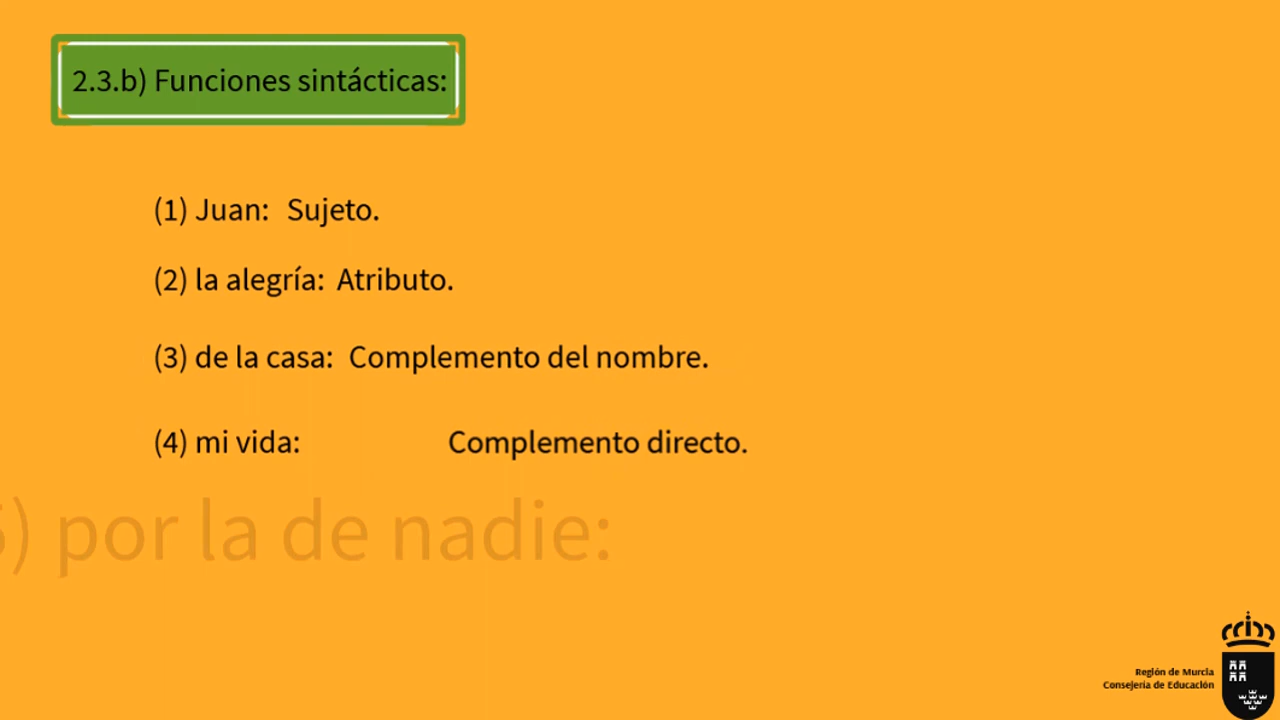 2.3.b) Funciones sintácticas:
(1) Juan: Sujeto.
(2) la alegría: Atributo.
(3) de la casa: Complemento del nombre.
(4) mi vida: Complemento directo.
) por la de nadie:
Región de Murcia
Consejería de Educación